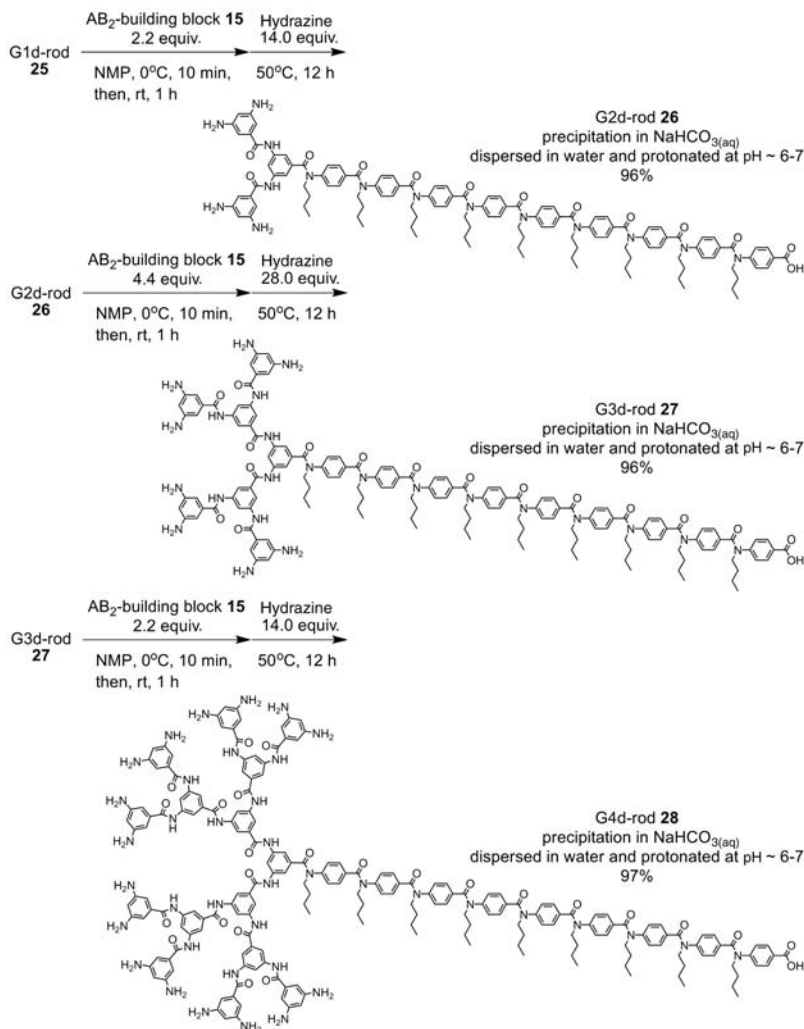 AB₂-building block 15 Hydrazine
2.2 equiv. 14.0 equiv.
G1d-rod
25
NMP, 0°C, 10 min, 50°C, 12 h
then, rt, 1 h
G2d-rod 26
precipitation in NaHCO₃₍aq₎
dispersed in water and protonated at pH ~ 6-7
96%
AB₂-building block 15 Hydrazine
4.4 equiv. 28.0 equiv.
G2d-rod
26
NMP, 0°C, 10 min, 50°C, 12 h
then, rt, 1 h
G3d-rod 27
precipitation in NaHCO₃₍aq₎
dispersed in water and protonated at pH ~ 6-7
96%
AB₂-building block 15 Hydrazine
2.2 equiv. 14.0 equiv.
G3d-rod
27
NMP, 0°C, 10 min, 50°C, 12 h
then, rt, 1 h
G4d-rod 28
precipitation in NaHCO₃₍aq₎
dispersed in water and protonated at pH ~ 6-7
97%